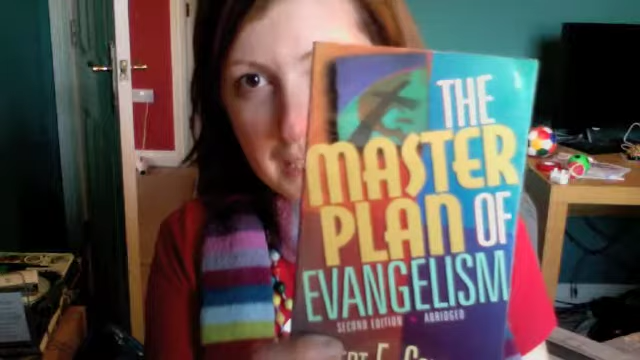 THE
MASTER
PLAN OF
EVANGELISM
SECOND EDITION ABRIDGED
E.